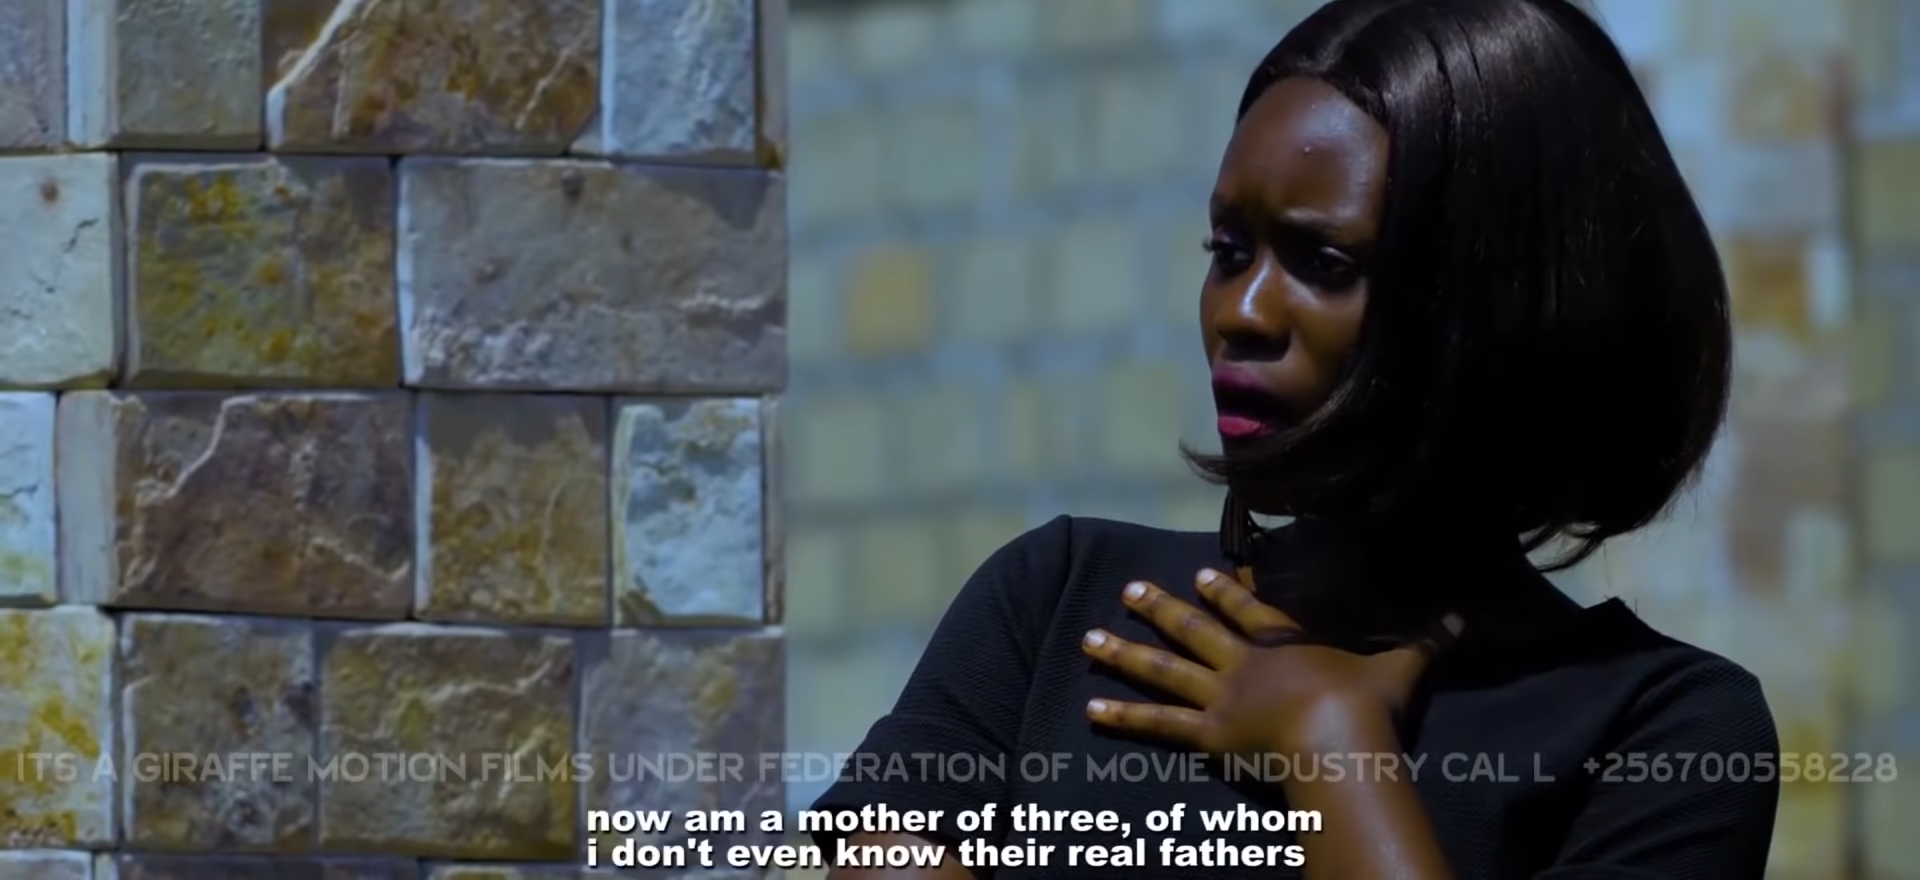 ITS A GIRAFFE MOTION FILMS UNDER FEDERATION OF MOVIE INDUSTRY CAL L +256700558228
now am a mother of three, of whom
i don't even know their real fathers